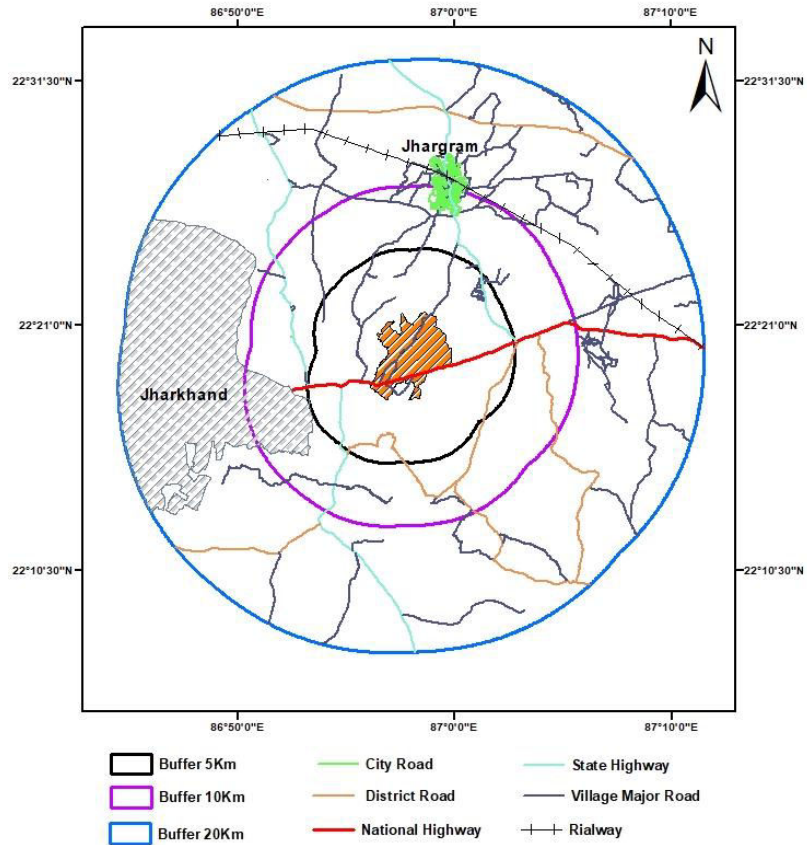 86°50'0"E 87°0'0"E 87°10'0"E
N
22°31'30"N 22°31'30"N
Jhargram
22°21'0"N 22°21'0"N
Jharkhand
22°10'30"N 22°10'30"N
86°50'0"E 87°0'0"E 87°10'0"E
Buffer 5Km City Road State Highway
Buffer 10Km District Road Village Major Road
Buffer 20Km National Highway Rialway